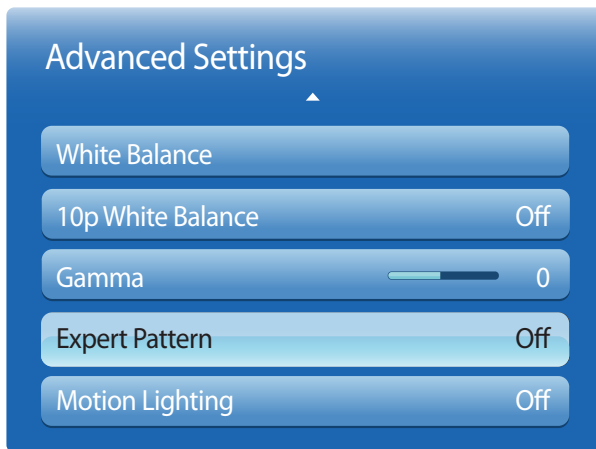 Advanced Settings
White Balance
10p White Balance Off
Gamma 0
Expert Pattern Off
Motion Lighting Off